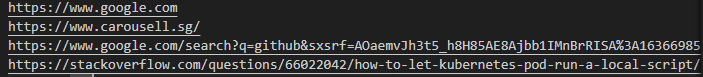 https://www.google.com
https://www.carousell.sg/
https://www.google.com/search?q=github&sxsrf=AOaemvJh3t5_h8H85AE8Ajbb1IMnBrRISA%3A16366985
https://stackoverflow.com/questions/66022042/how-to-let-kubernetes-pod-run-a-local-script/